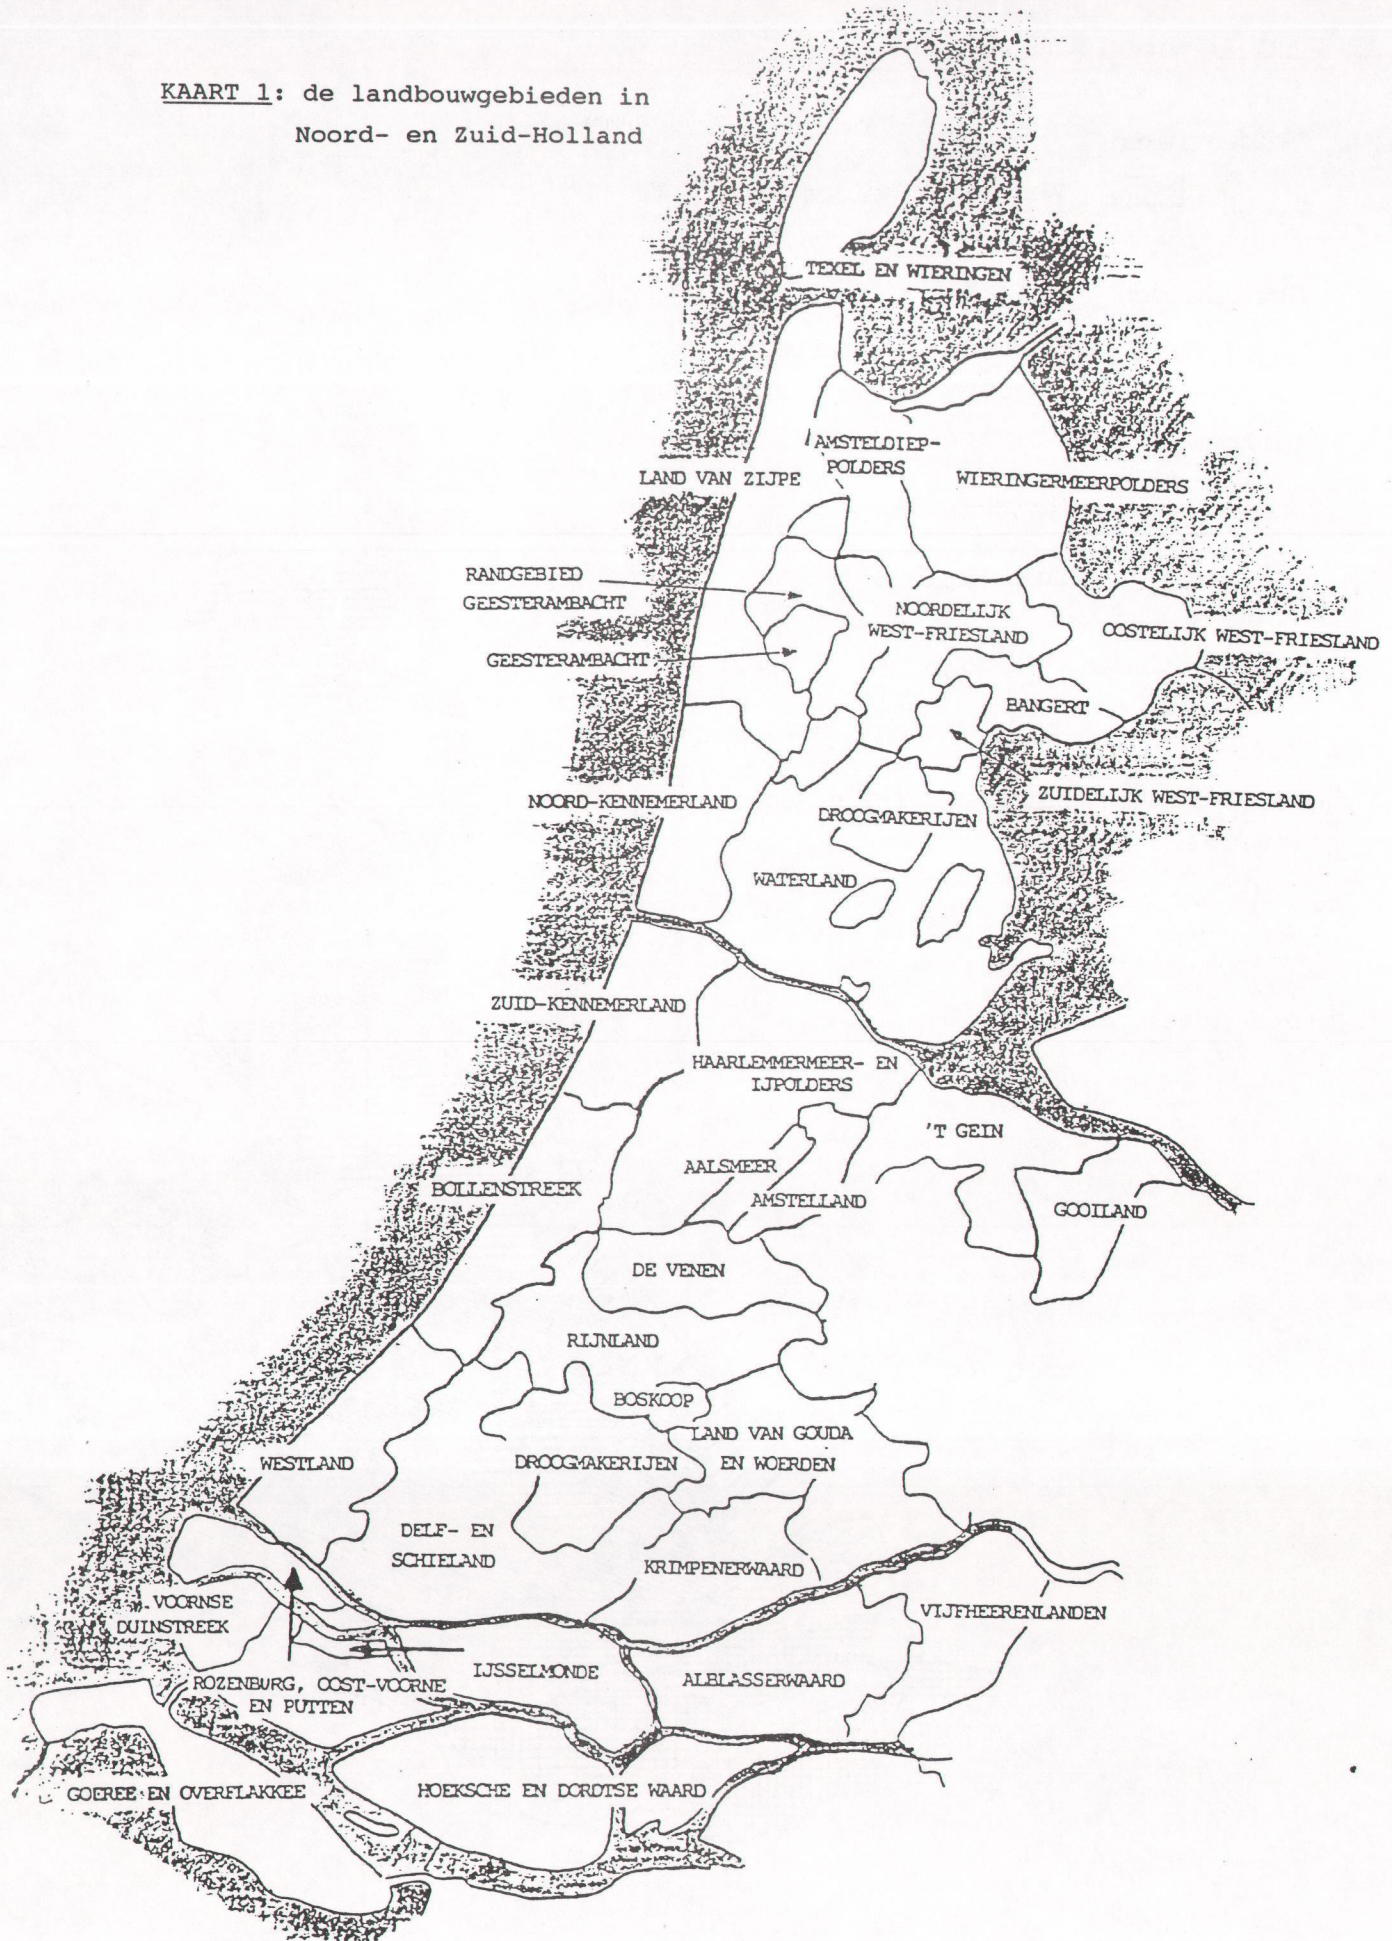 KAART 1: de landbouwgebieden in
Noord- en Zuid-Holland
TEXEL EN WIERINGEN
AMSTELDIEP-
POLDERS
LAND VAN ZIJPE
WIERINGERMEERPOLDERS
RANDGEBIED
GEESTERAMBACHT
NOORDELIJK
WEST-FRIESLAND
OOSTELIJK WEST-FRIESLAND
GEESTERAMBACHT
BANGERT
NOORD-KENNEMERLAND
ZUIDELIJK WEST-FRIESLAND
DROOGMAKERIJEN
WATERLAND
ZUID-KENNEMERLAND
HAARLEMMERMEER- EN
IJPOLDERS
'T GEIN
AALSMEER
BOLLENSTREEK
AMSTELLAND
GOOILAND
DE VENEN
RIJNLAND
BOSKOOP
LAND VAN GOUDA
EN WOERDEN
WESTLAND
DROOGMAKERIJEN
DELF- EN
SCHIELAND
KRIMPENERWAARD
VOORNSE
DUINSTREEK
VIJFHEERENLANDEN
IJSSELMONDE
ALBLASSERWAARD
ROZENBURG, OOST-VOORNE
EN PUTTEN
GOEREE EN OVERFLAKKEE
HOEKSCHE EN DORDTSE WAARD